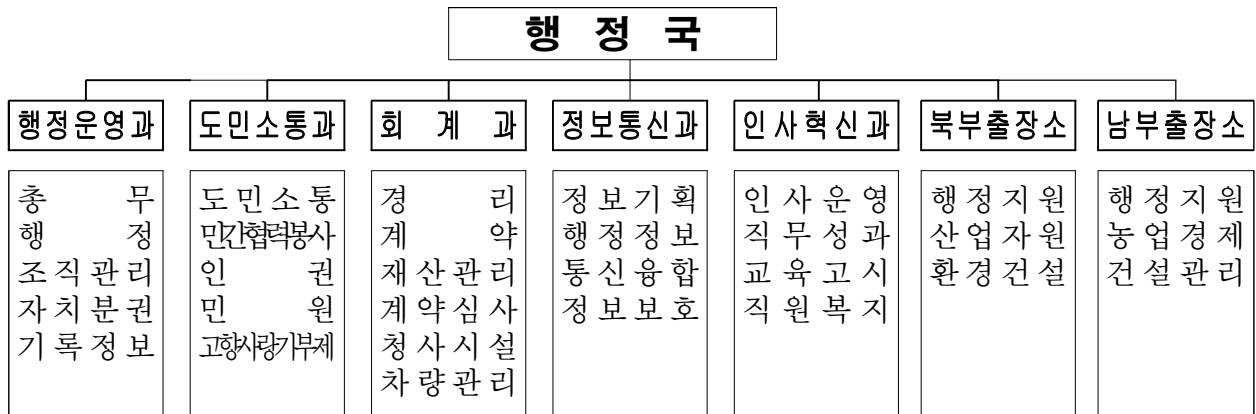 행 정 국
행정운영과
도민소통과
회 계 과
정보통신과
인사혁신과
북부출장소
남부출장소
총 무
행 정
조직관리
자치분권
기록정보
도민소통
민간협력봉사
인 권
민 원
고향사랑기부제
경 리
계 약
재산관리
계약심사
청사시설
차량관리
정보기획
행정정보
통신융합
정보보호
인사운영
직무성과
교육고시
직원복지
행정지원
산업자원
환경건설
행정지원
농업경제
건설관리